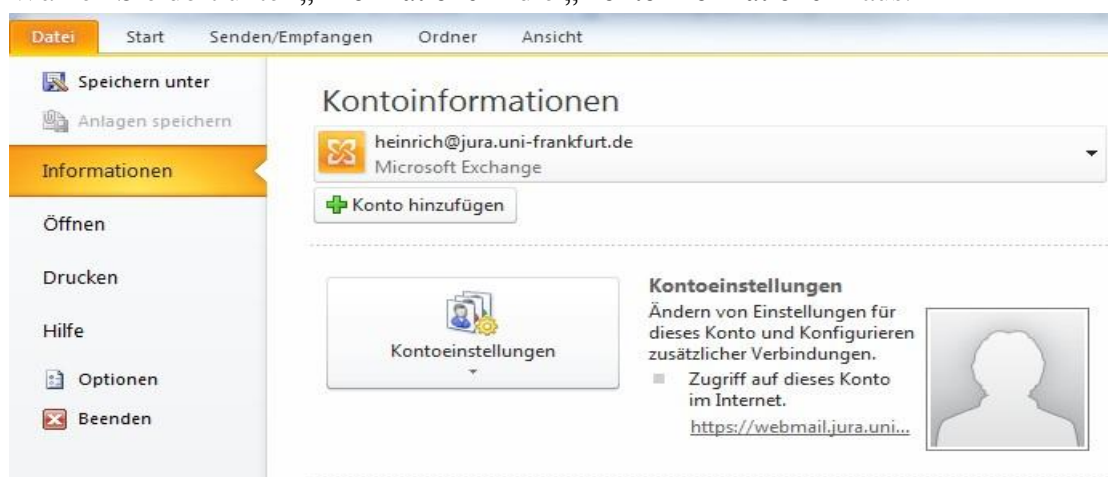 Datei Start Senden/Empfangen Ordner Ansicht
Speichern unter
Anlagen speichern
Informationen
Öffnen
Drucken
Hilfe
Optionen
Beenden
Kontoinformationen
heinrich@jura.uni-frankfurt.de
Microsoft Exchange
Konto hinzufügen
Kontoeinstellungen
Kontoeinstellungen
Ändern von Einstellungen für
dieses Konto und Konfigurieren
zusätzlicher Verbindungen.
Zugriff auf dieses Konto
im Internet.
https://webmail.jura.uni...